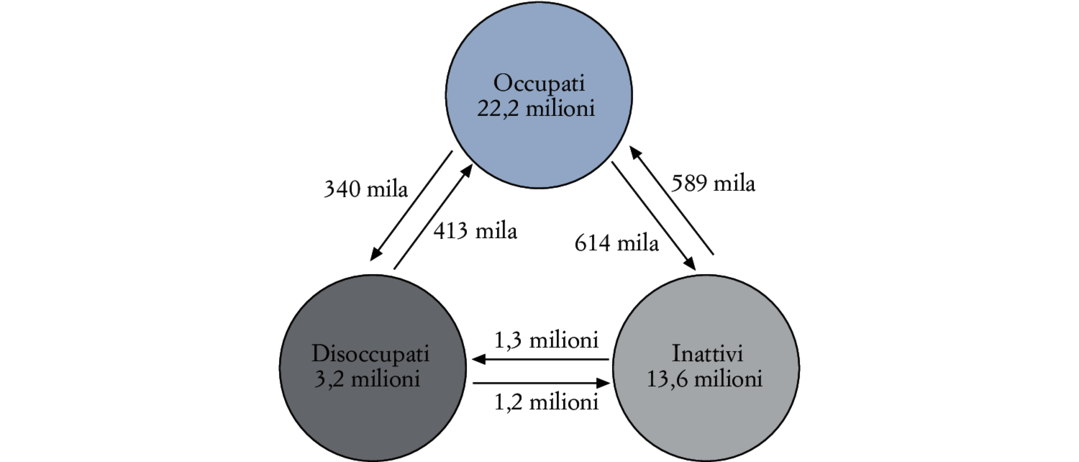 Occupati
22,2 milioni
340 mila
589 mila
413 mila
614 mila
1,3 milioni
Disoccupati
3,2 milioni
Inattivi
13,6 milioni
1,2 milioni